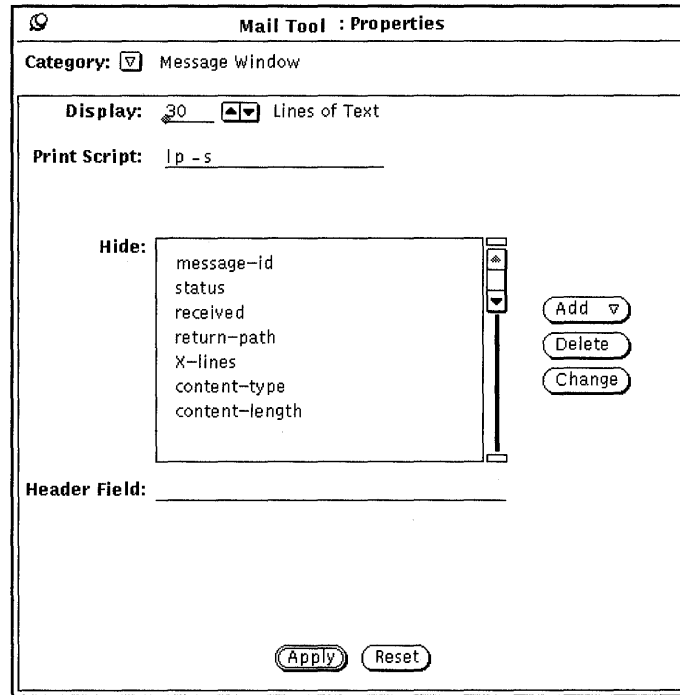 Mail Tool : Properties
Category: Message Window
Display: 30 Lines of Text
Print Script: lp -s
Hide:
message-id
status
received
return-path
X-lines
content-type
content-length
Add
Delete
Change
Header Field:
Apply Reset